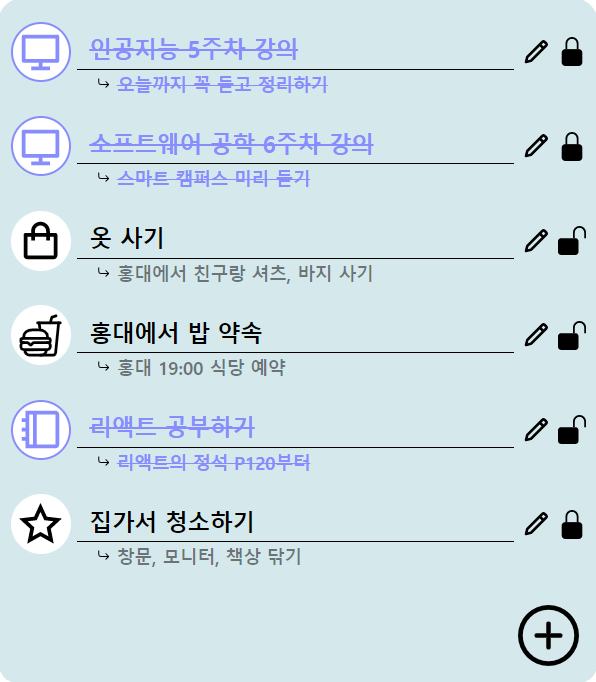 인공지능 5주차 강의
오늘까지 꼭 듣고 정리하기
소프트웨어 공학 6주차 강의
스마트 캠퍼스 미리 듣기
옷 사기
홍대에서 친구랑 셔츠, 바지 사기
홍대에서 밥 약속
홍대 19:00 식당 예약
리액트 공부하기
리액트의 정석 P120부터
집가서 청소하기
창문, 모니터, 책상 닦기